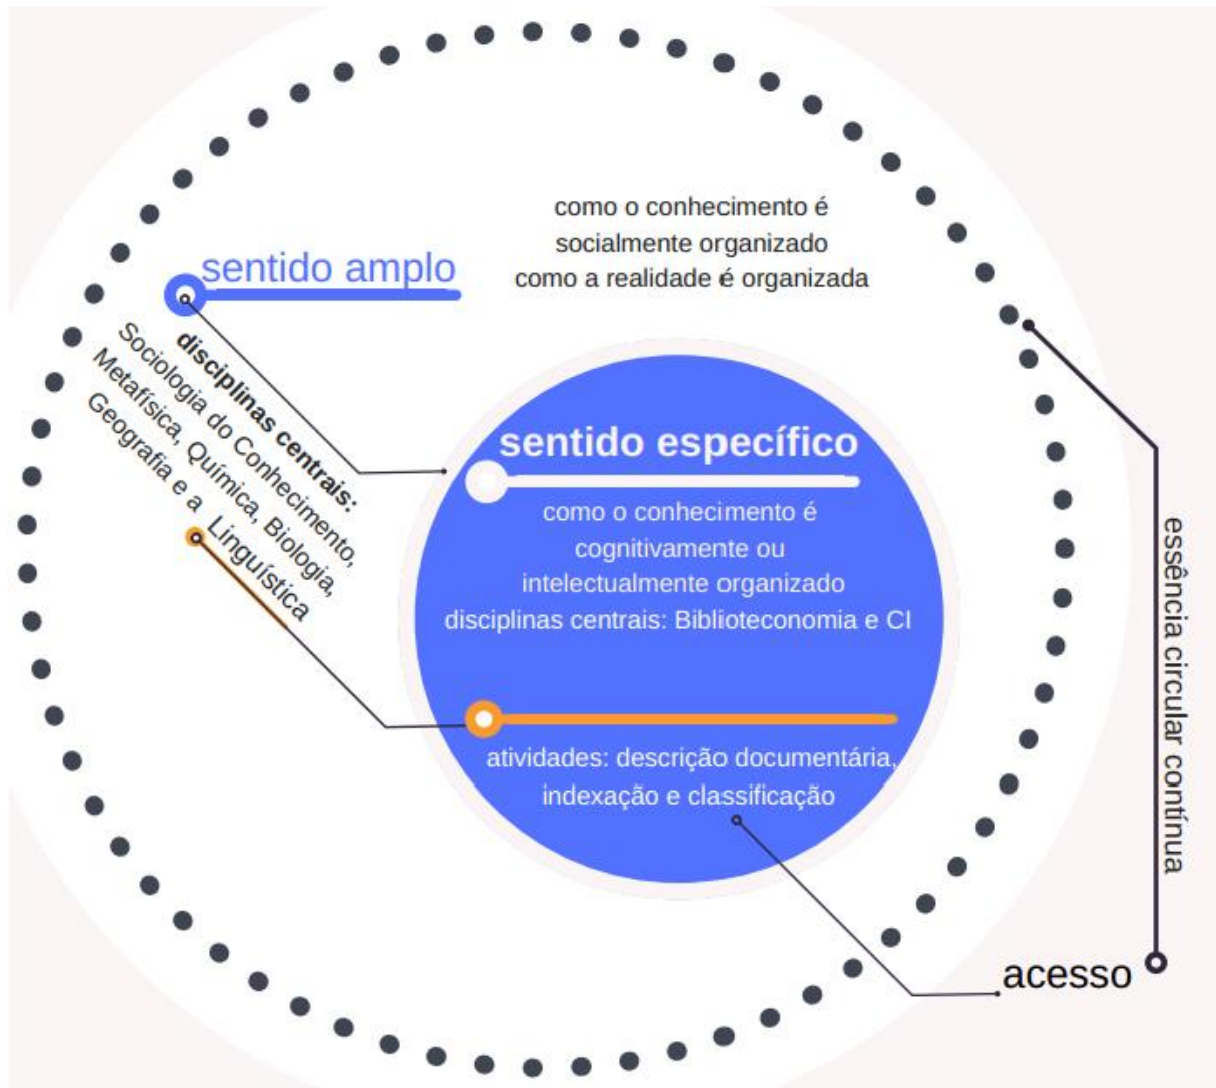 como o conhecimento é
socialmente organizado
como a realidade é organizada
sentido amplo
disciplinas centrais:
Sociologia do Conhecimento,
Metafísica, Química, Biologia,
Geografia e a Linguística
sentido específico
como o conhecimento é
cognitivamente ou
intelectualmente organizado
disciplinas centrais: Biblioteconomia e CI
atividades: descrição documentária,
indexação e classificação
essência circular contínua
acesso